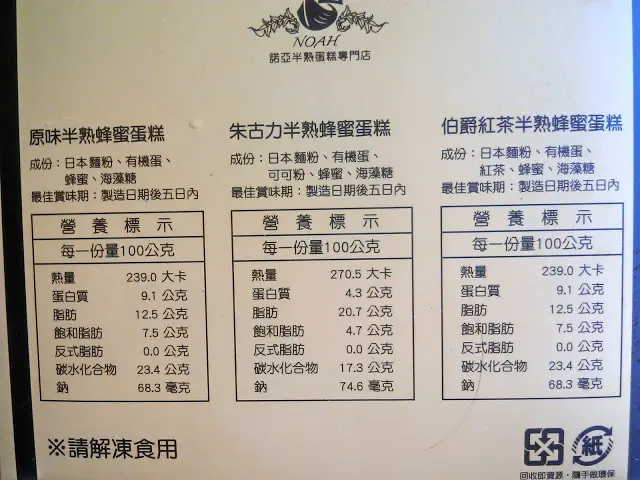 NOAH
諾亞半熟蛋糕專門店
原味半熟蜂蜜蛋糕
成份：日本麵粉、有機蛋、
蜂蜜、海藻糖
最佳賞味期：製造日期後五日內
營養標示
每一份量100公克
熱量 239.0 大卡
蛋白質 9.1 公克
脂肪 12.5 公克
飽和脂肪 7.5 公克
反式脂肪 0.0 公克
碳水化合物 23.4 公克
鈉 68.3 毫克
朱古力半熟蜂蜜蛋糕
成份：日本麵粉、有機蛋、
可可粉、蜂蜜、海藻糖
最佳賞味期：製造日期後五日內
營養標示
每一份量100公克
熱量 270.5 大卡
蛋白質 4.3 公克
脂肪 20.7 公克
飽和脂肪 4.7 公克
反式脂肪 0.0 公克
碳水化合物 17.3 公克
鈉 74.6 毫克
伯爵紅茶半熟蜂蜜蛋糕
成份：日本麵粉、有機蛋、
紅茶、蜂蜜、海藻糖
最佳賞味期：製造日期後五日內
營養標示
每一份量100公克
熱量 239.0 大卡
蛋白質 9.1 公克
脂肪 12.5 公克
飽和脂肪 7.5 公克
反式脂肪 0.0 公克
碳水化合物 23.4 公克
鈉 68.3 毫克
※請解凍食用
紙
回收即資源・隨手做環保